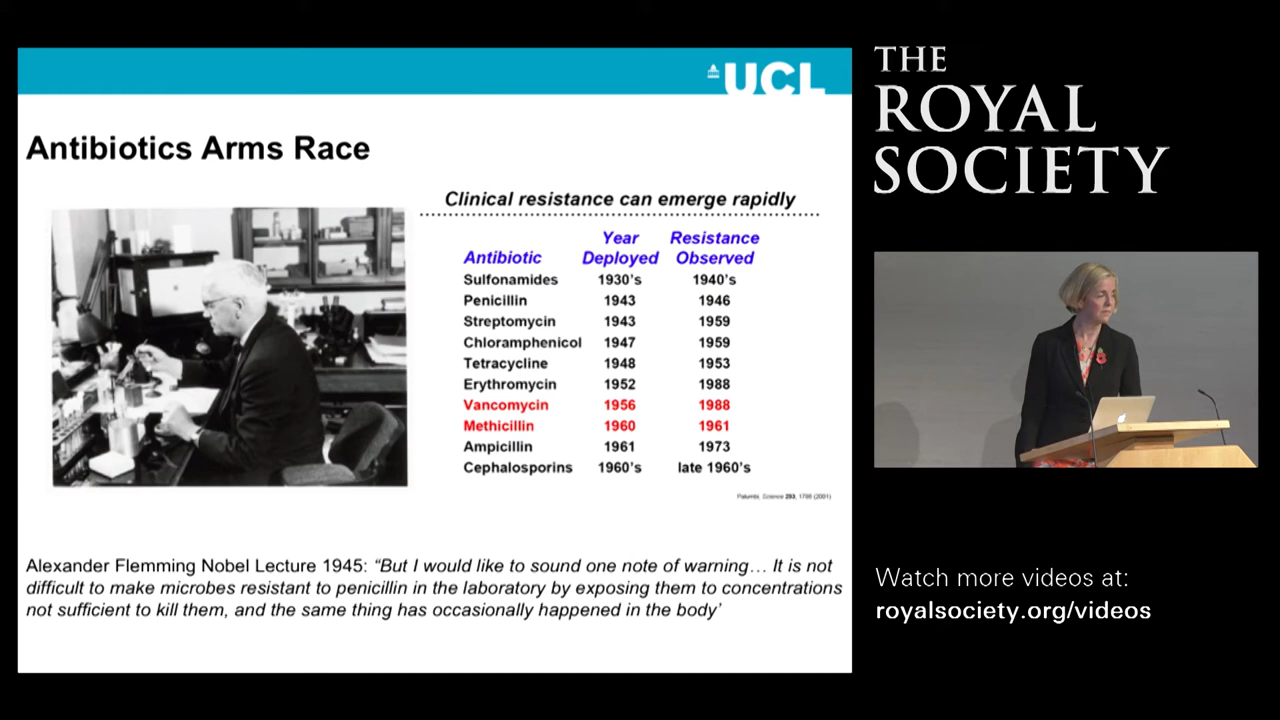 UCL
Antibiotics Arms Race
Clinical resistance can emerge rapidly
Antibiotic Year Deployed Resistance Observed
Sulfonamides 1930's 1940's
Penicillin 1943 1946
Streptomycin 1943 1959
Chloramphenicol 1947 1959
Tetracycline 1948 1953
Erythromycin 1952 1988
Vancomycin 1956 1988
Methicillin 1960 1961
Ampicillin 1961 1973
Cephalosporins 1960's late 1960's
Palumbi, Science 293, 1786 (2001)
Alexander Flemming Nobel Lecture 1945: “But I would like to sound one note of warning… It is not
difficult to make microbes resistant to penicillin in the laboratory by exposing them to concentrations
not sufficient to kill them, and the same thing has occasionally happened in the body’
THE
ROYAL
SOCIETY
Watch more videos at:
royalsociety.org/videos